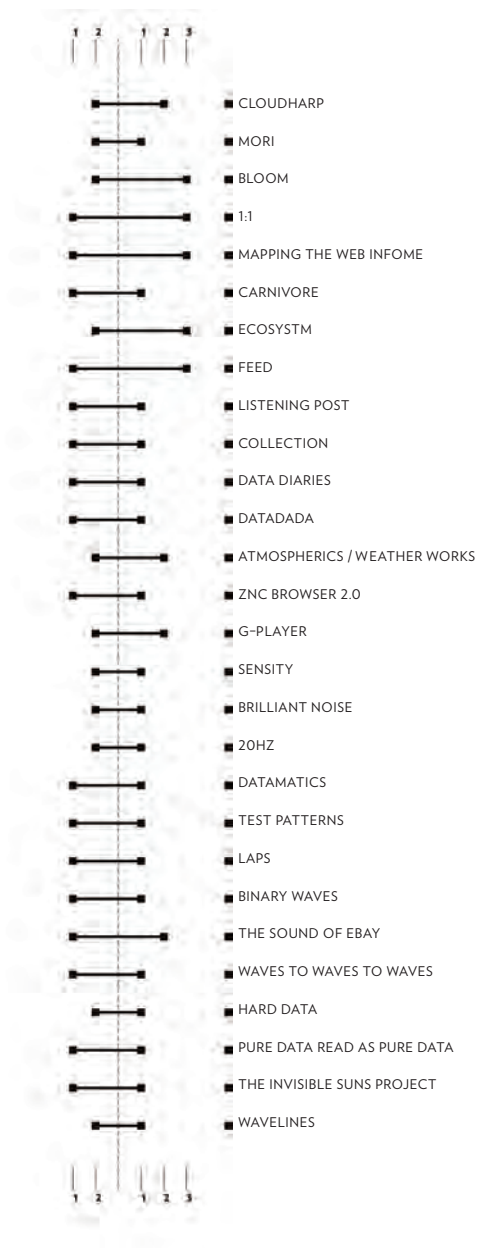 1 2 1 2 3
CLOUDHARP
MORI
BLOOM
1:1
MAPPING THE WEB INFOME
CARNIVORE
ECOSYSTM
FEED
LISTENING POST
COLLECTION
DATA DIARIES
DATADADA
ATMOSPHERICS / WEATHER WORKS
ZNC BROWSER 2.0
G-PLAYER
SENSITY
BRILLIANT NOISE
20HZ
DATAMATICS
TEST PATTERNS
LAPS
BINARY WAVES
THE SOUND OF EBAY
WAVES TO WAVES TO WAVES
HARD DATA
PURE DATA READ AS PURE DATA
THE INVISIBLE SUNS PROJECT
WAVELINES
1 2 1 2 3